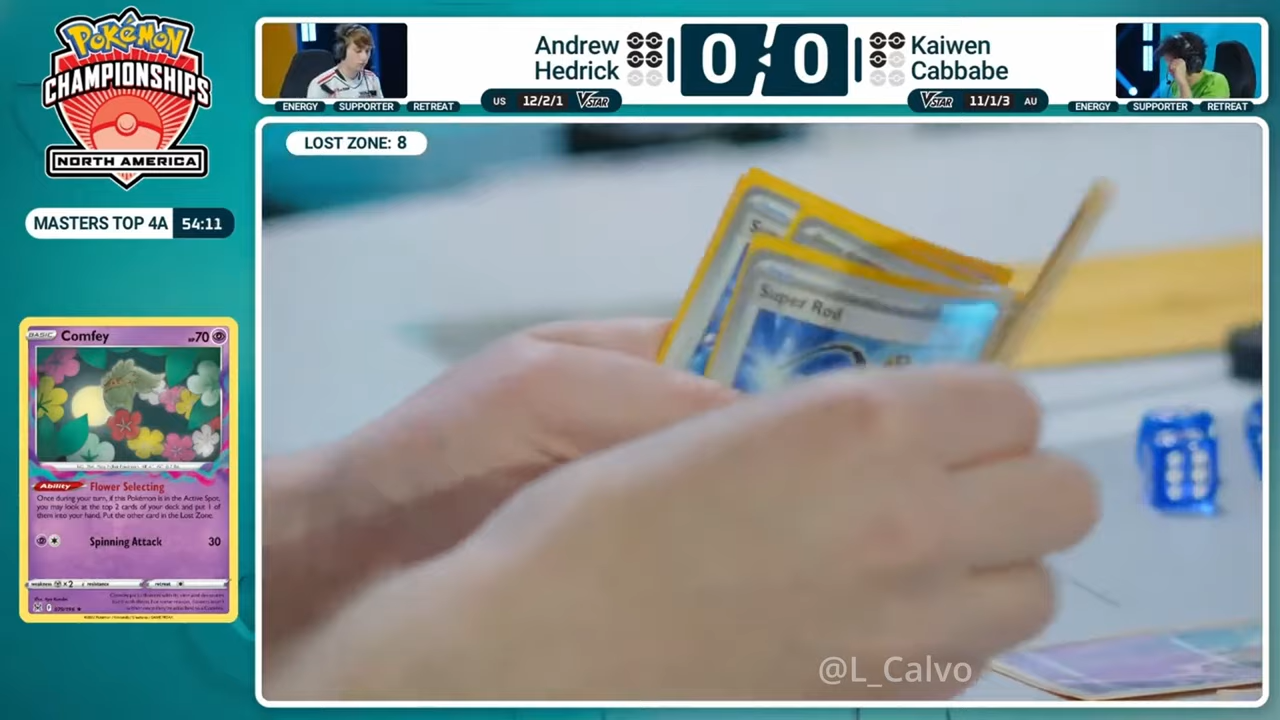 Pokémon
CHAMPIONSHIPS
NORTH AMERICA
MASTERS TOP 4A 54:11
ENERGY SUPPORTER RETREAT
Andrew
Hedrick
US 12/2/1 VSTAR
0 0
Kaiwen
Cabbabe
VSTAR 11/1/3 AU
ENERGY SUPPORTER RETREAT
LOST ZONE: 8
BASIC Comfey HP70
Ability Flower Selecting
Once during your turn, if this Pokémon is in the Active Spot,
you may look at the top 2 cards of your deck and put 1 of
them into your hand. Put the other card in the Lost Zone.
Spinning Attack 30
weakness x2 resistance retreat
Super Rod
@L_Calvo